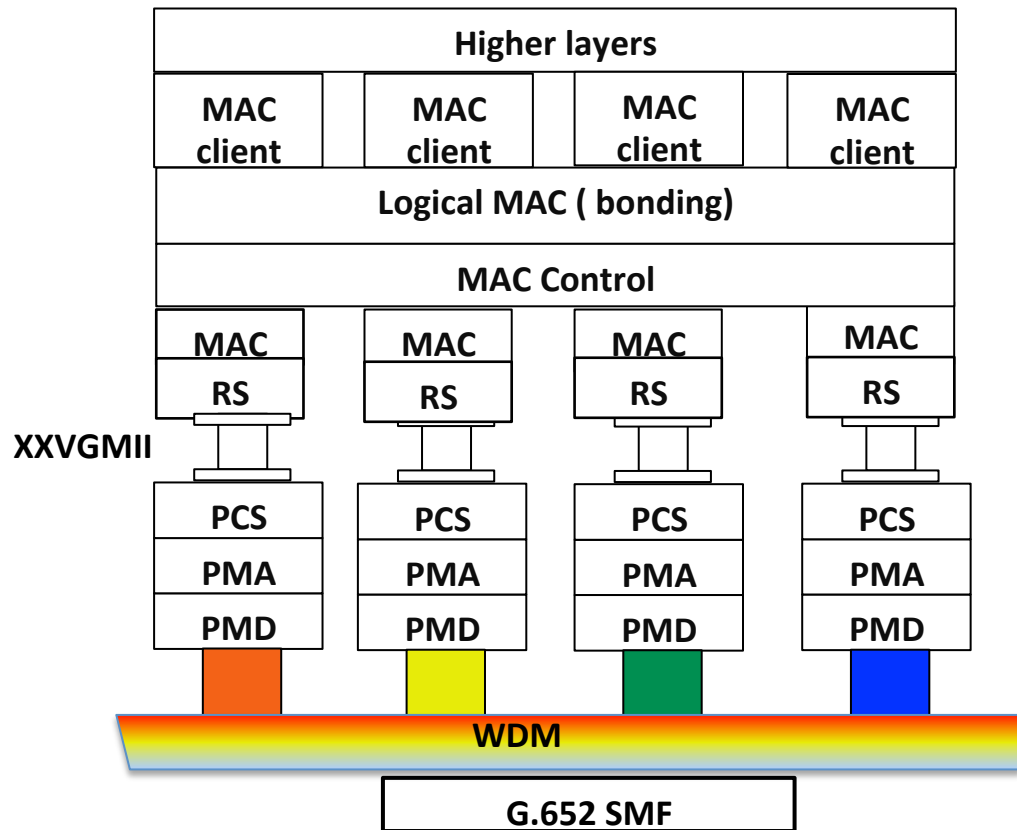 Higher layers
MAC client
MAC client
MAC client
MAC client
Logical MAC ( bonding)
MAC Control
MAC MAC MAC MAC
RS RS RS RS
XXVGMII
PCS PCS PCS PCS
PMA PMA PMA PMA
PMD PMD PMD PMD
WDM
G.652 SMF